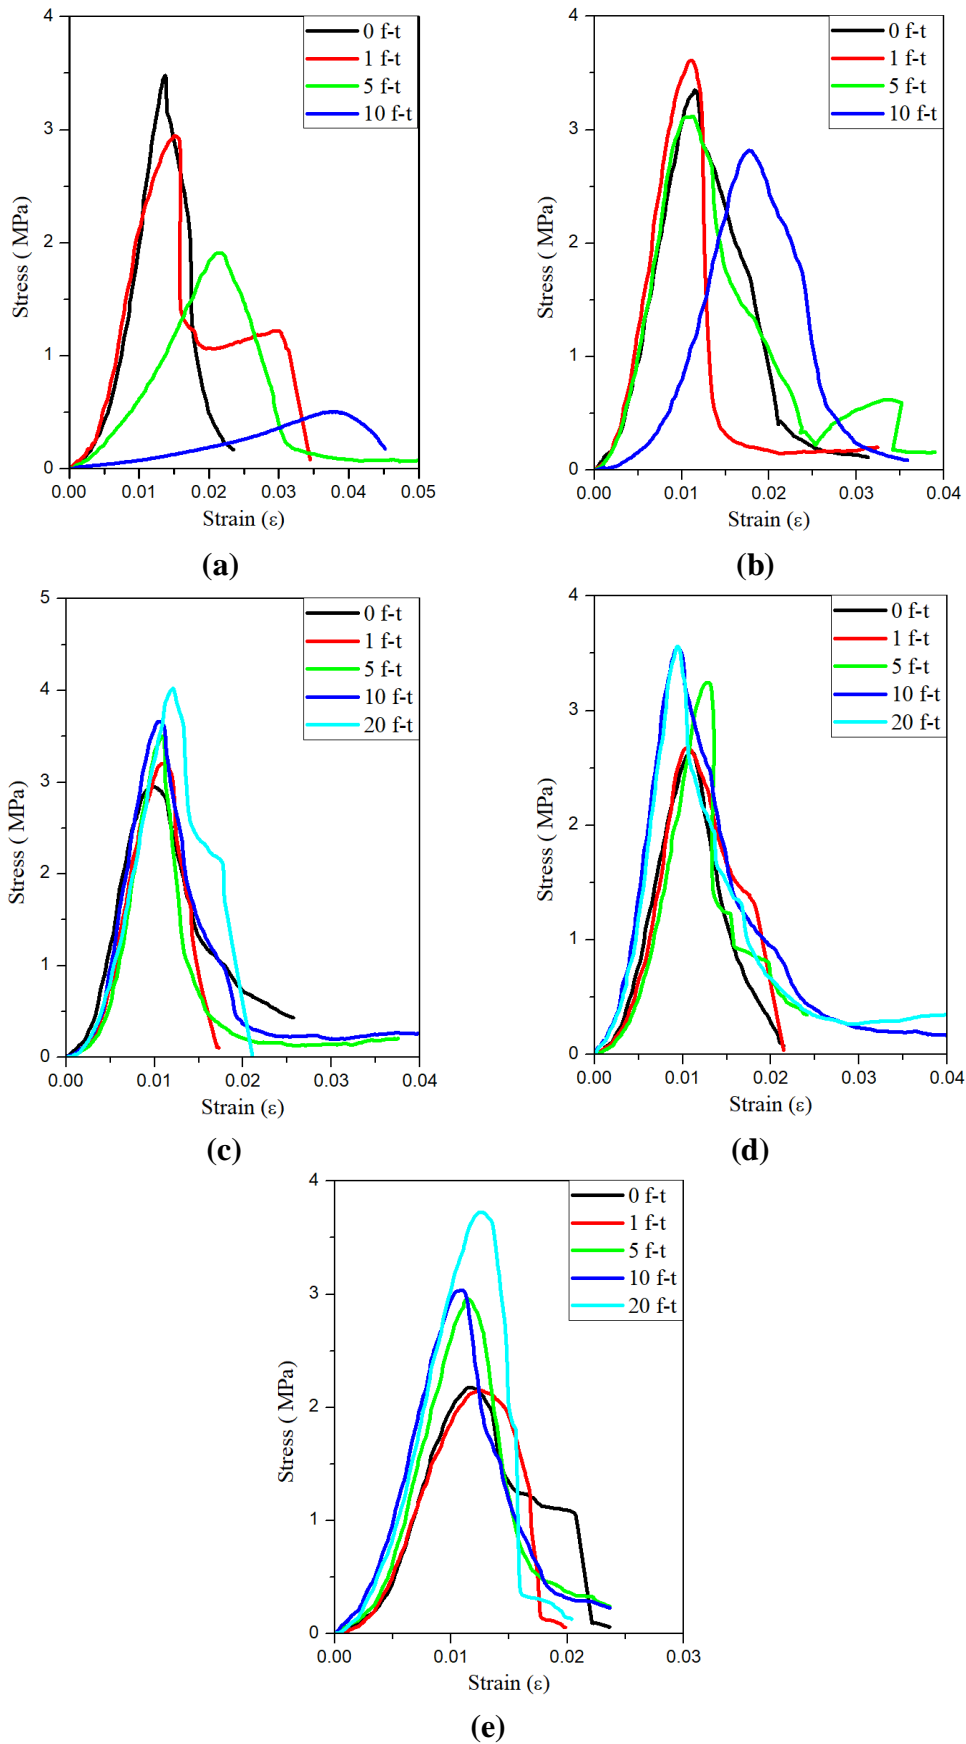 4
3
2
1
0
Stress ( MPa)
0 f-t
1 f-t
5 f-t
10 f-t
0.00 0.01 0.02 0.03 0.04 0.05
Strain (ε)
(a)
4
3
2
1
0
Stress ( MPa)
0 f-t
1 f-t
5 f-t
10 f-t
0.00 0.01 0.02 0.03 0.04
Strain (ε)
(b)
5
4
3
2
1
0
Stress ( MPa)
0 f-t
1 f-t
5 f-t
10 f-t
20 f-t
0.00 0.01 0.02 0.03 0.04
Strain (ε)
(c)
4
3
2
1
0
Stress ( MPa)
0 f-t
1 f-t
5 f-t
10 f-t
20 f-t
0.00 0.01 0.02 0.03 0.04
Strain (ε)
(d)
4
3
2
1
0
Stress ( MPa)
0 f-t
1 f-t
5 f-t
10 f-t
20 f-t
0.00 0.01 0.02 0.03
Strain (ε)
(e)